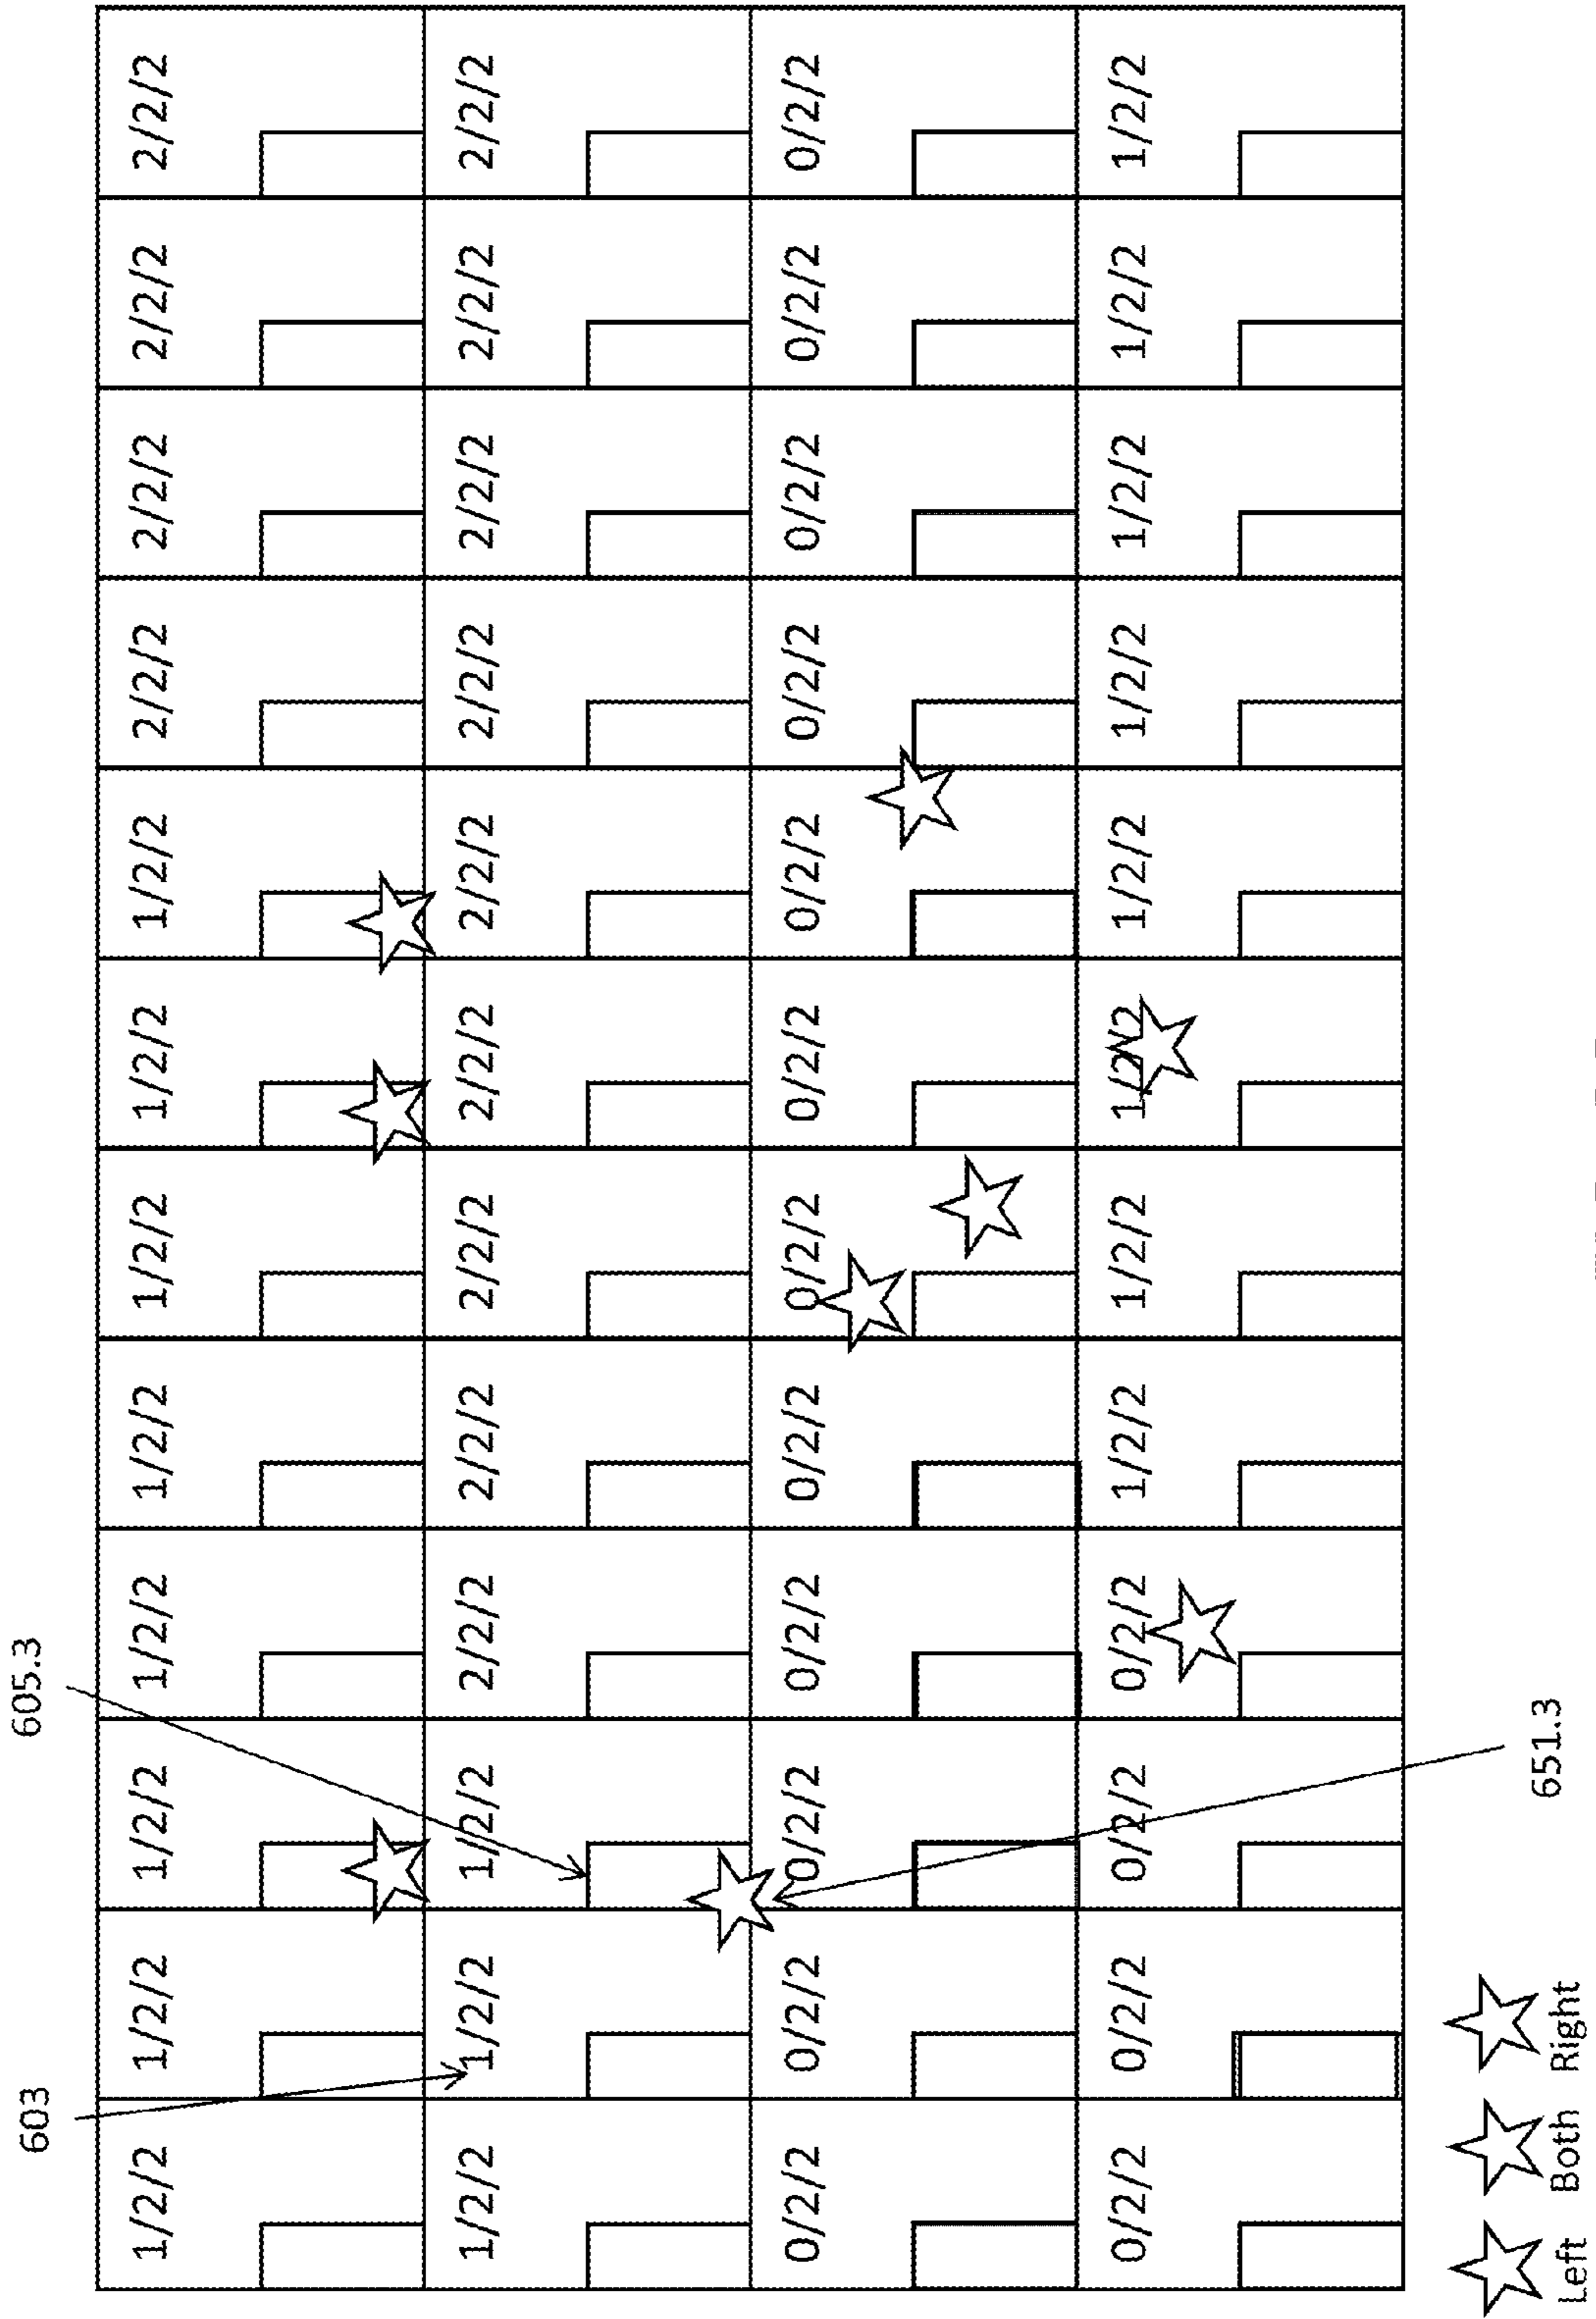 603 605.3
1/2/2 1/2/2 1/2/2 1/2/2 1/2/2 1/2/2 1/2/2 1/2/2 2/2/2 2/2/2 2/2/2 2/2/2
1/2/2 1/2/2 1/2/2 2/2/2 2/2/2 2/2/2 2/2/2 2/2/2 2/2/2 2/2/2 2/2/2 2/2/2
0/2/2 0/2/2 0/2/2 0/2/2 0/2/2 0/2/2 0/2/2 0/2/2 0/2/2 0/2/2 0/2/2 0/2/2
0/2/2 0/2/2 0/2/2 0/2/2 1/2/2 1/2/2 1/2/2 1/2/2 1/2/2 1/2/2 1/2/2 1/2/2
Left Both Right 651.3